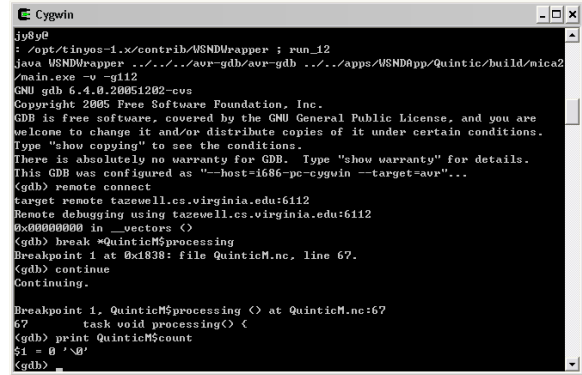 Cygwin
jy8y@
: /opt/tinyos-1.x/contrib/WSNDWrapper ; run_12
java WSNDWrapper ../../../avr-gdb/avr-gdb ../../apps/WSNDApp/Quintic/build/mica2
/main.exe -v -g112
GNU gdb 6.4.0.20051202-cvs
Copyright 2005 Free Software Foundation, Inc.
GDB is free software, covered by the GNU General Public License, and you are
welcome to change it and/or distribute copies of it under certain conditions.
Type "show copying" to see the conditions.
There is absolutely no warranty for GDB.  Type "show warranty" for details.
This GDB was configured as "--host=i686-pc-cygwin --target=avr"...
(gdb) remote connect
target remote tazewell.cs.virginia.edu:6112
Remote debugging using tazewell.cs.virginia.edu:6112
0x00000000 in __vectors ()
(gdb) break *QuinticM$processing
Breakpoint 1 at 0x1838: file QuinticM.nc, line 67.
(gdb) continue
Continuing.
Breakpoint 1, QuinticM$processing () at QuinticM.nc:67
67        task void processing() {
(gdb) print QuinticM$count
$1 = 0 '\0'
(gdb)